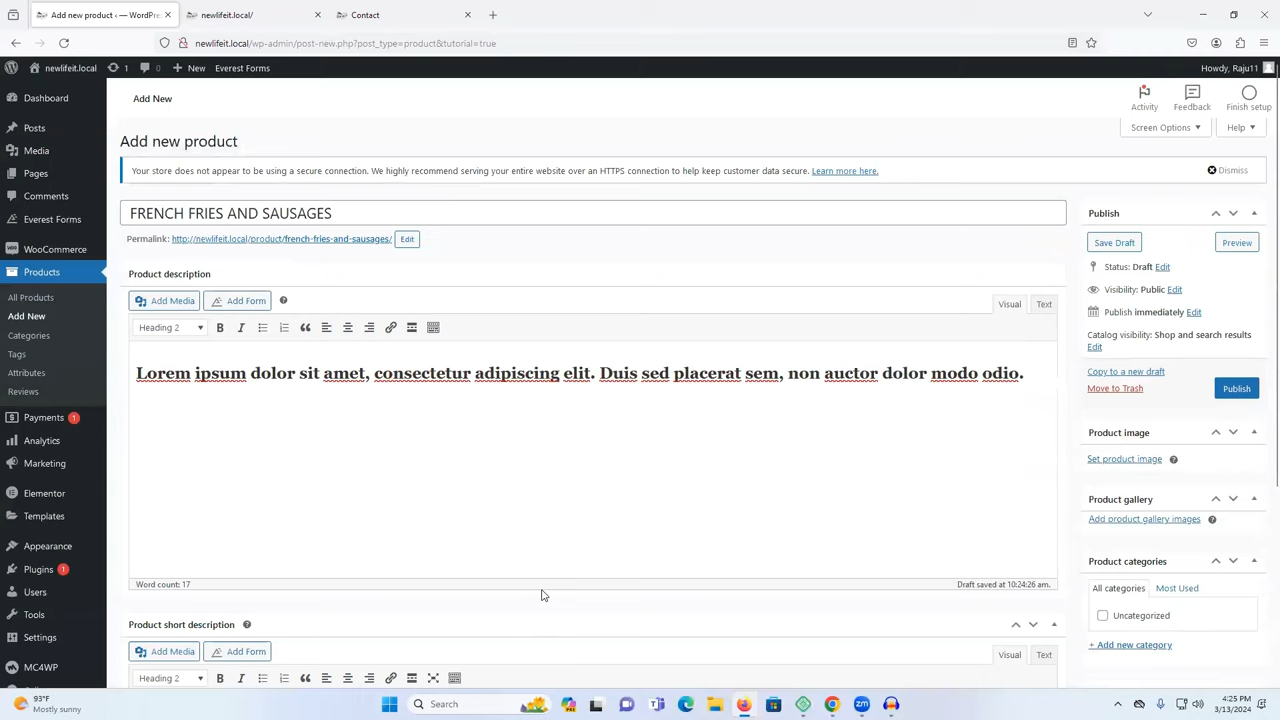 Add new product ‹ — WordPre
newlifeit.local/
Contact
newlifeit.local/wp-admin/post-new.php?post_type=product&tutorial=true
newlifeit.local
1
0
New
Everest Forms
Howdy, Raju11
Dashboard
Posts
Media
Pages
Comments
Everest Forms
WooCommerce
Products
All Products
Add New
Categories
Tags
Attributes
Reviews
Payments 1
Analytics
Marketing
Elementor
Templates
Appearance
Plugins 1
Users
Tools
Settings
MC4WP
Add New
Activity
Feedback
Finish setup
Screen Options
Help
Add new product
Your store does not appear to be using a secure connection. We highly recommend serving your entire website over an HTTPS connection to help keep customer data secure. Learn more here.
Dismiss
FRENCH FRIES AND SAUSAGES
Permalink: http://newlifeit.local/product/french-fries-and-sausages/ Edit
Product description
Add Media
Add Form
Visual
Text
Heading 2
B I
Lorem ipsum dolor sit amet, consectetur adipiscing elit. Duis sed placerat sem, non auctor dolor modo odio.
Word count: 17
Draft saved at 10:24:26 am.
Product short description
Add Media
Add Form
Visual
Text
Heading 2
B I
Publish
Save Draft
Preview
Status: Draft Edit
Visibility: Public Edit
Publish immediately Edit
Catalog visibility: Shop and search results
Edit
Copy to a new draft
Move to Trash
Publish
Product image
Set product image
Product gallery
Add product gallery images
Product categories
All categories
Most Used
Uncategorized
+ Add new category
93°F
Mostly sunny
Search
zm
4:25 PM
3/13/2024